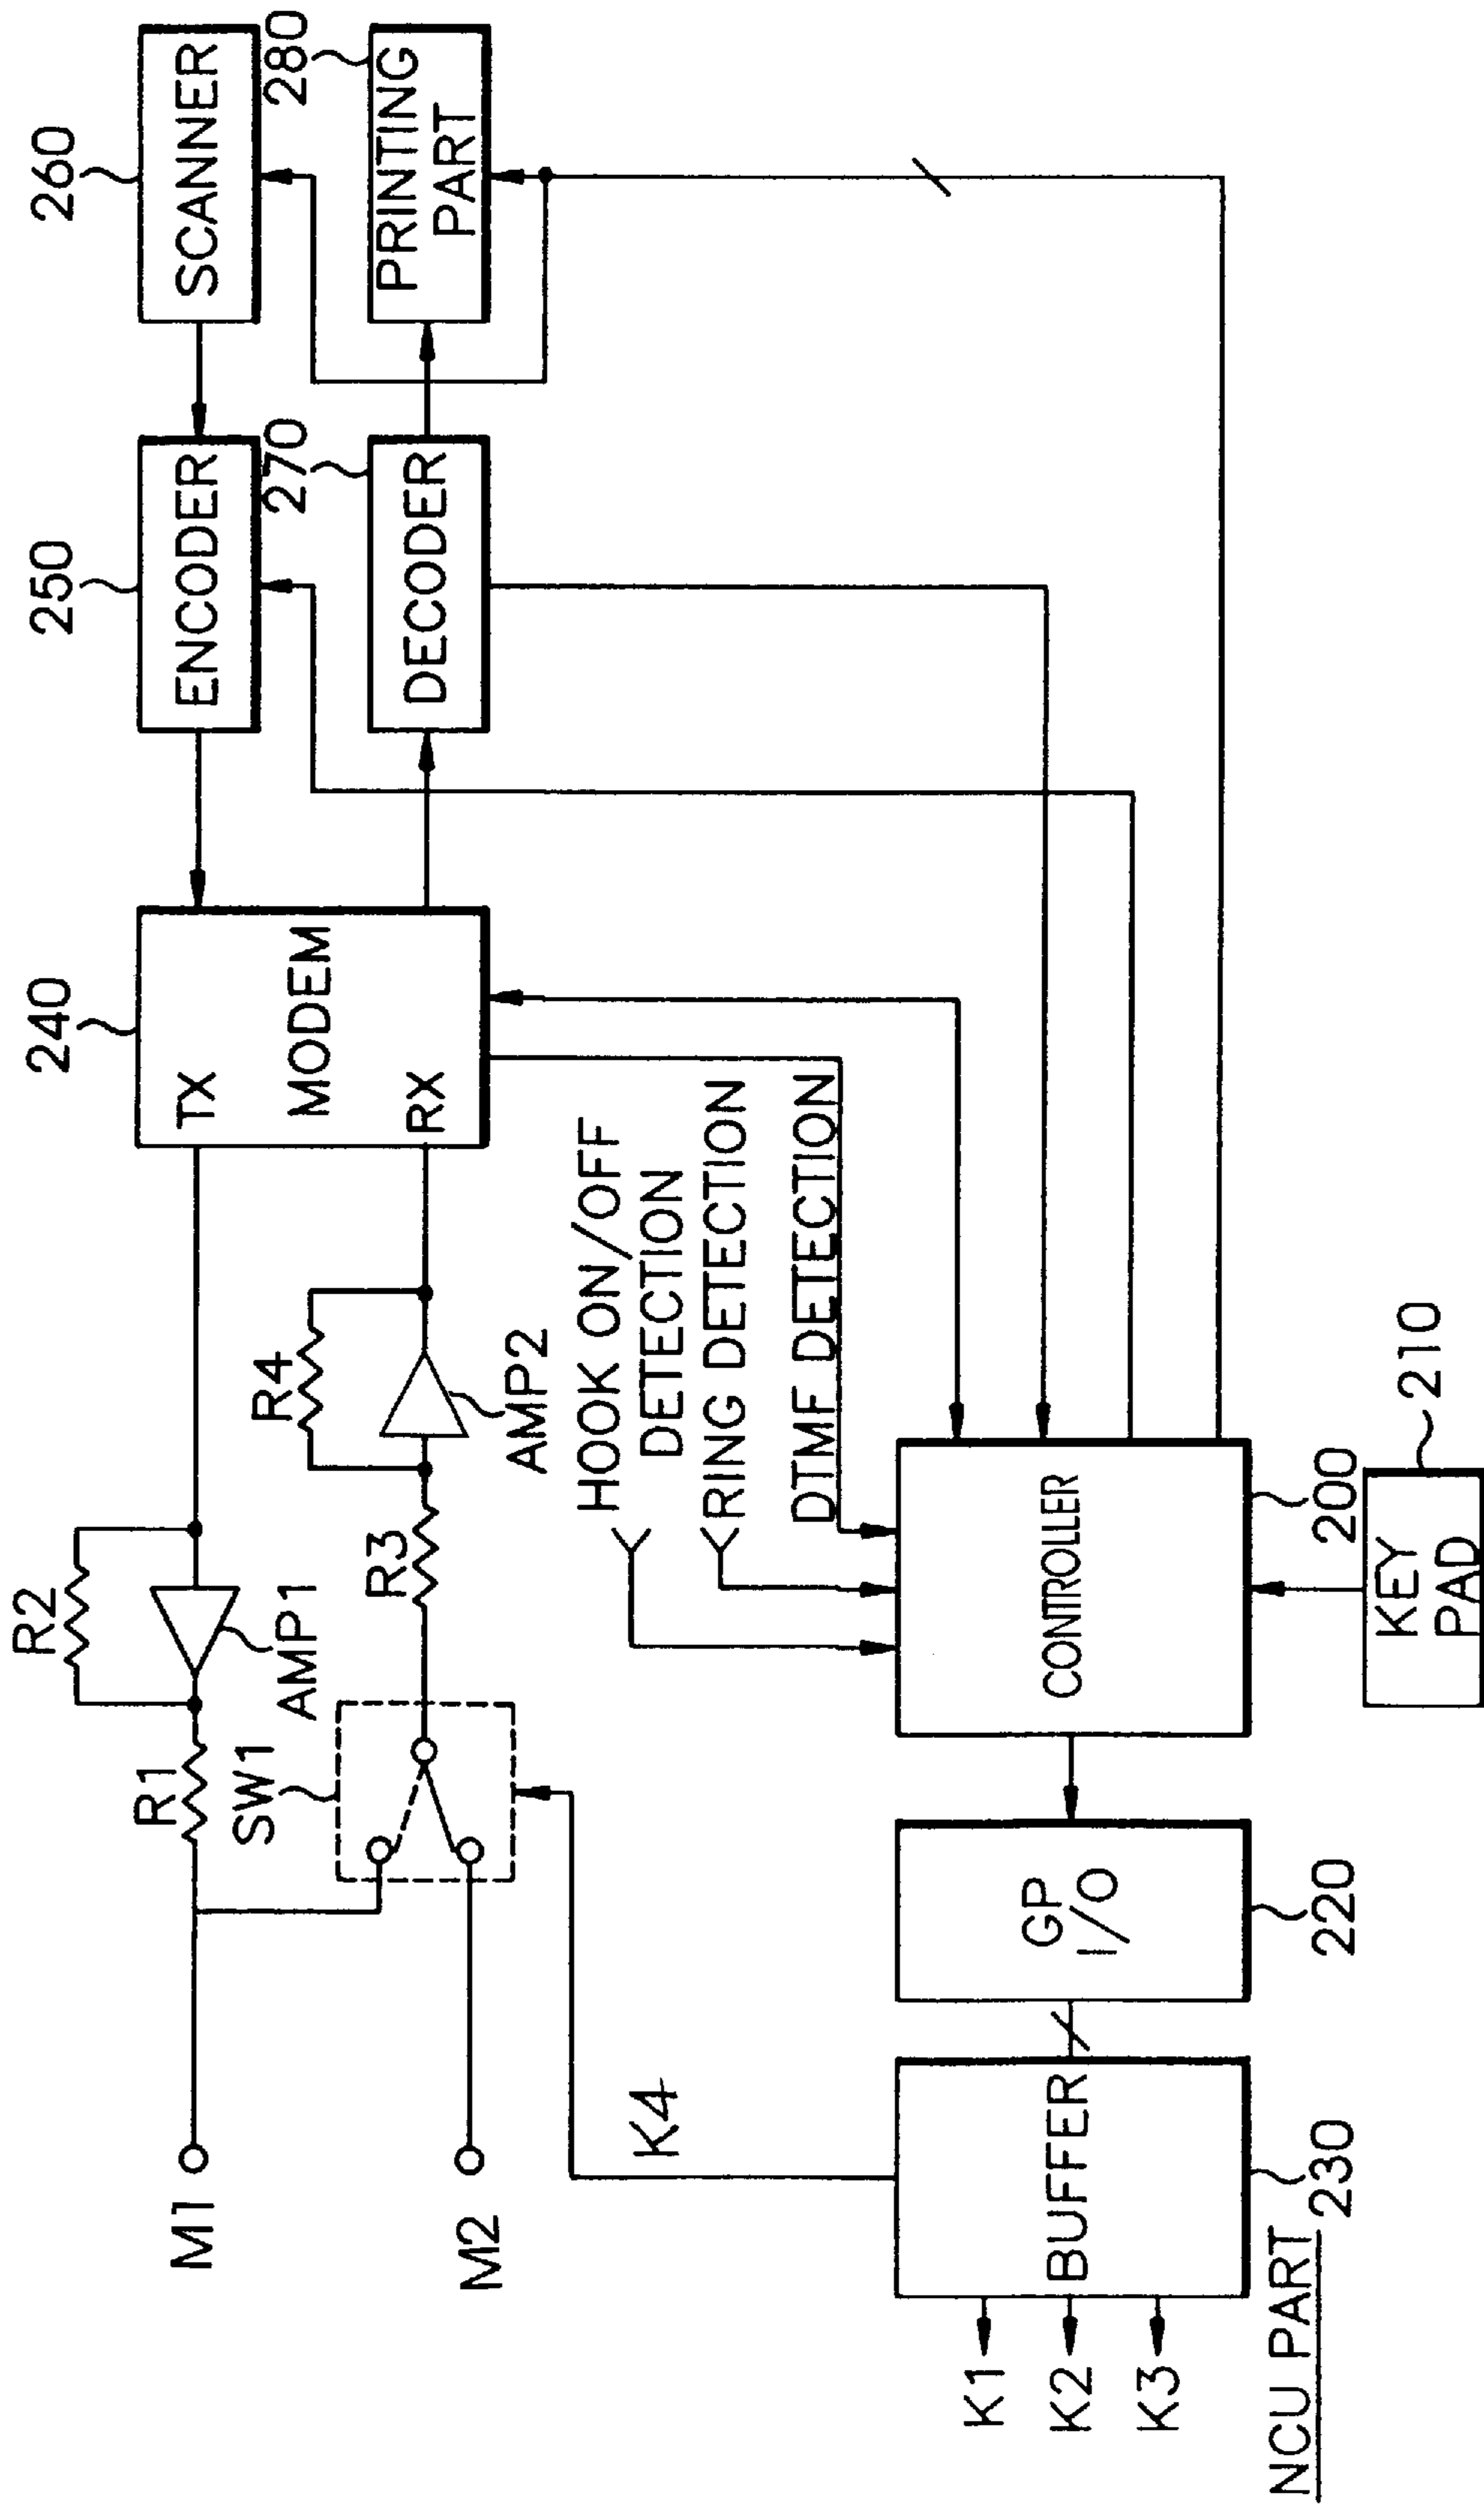 260
SCANNER
280
PRINTING
PART
250
ENCODER
270
DECODER
240
TX
MODEM
RX
R4
AMP2
R3
R2
AMP1
R1
SW1
M1
M2
HOOK ON/OFF
DETECTION
RING DETECTION
DTMF DETECTION
CONTROLLER
200
210
KEY
PAD
GP
I/O
220
K4
BUFFER
230
K1
K2
K3
NCU PART